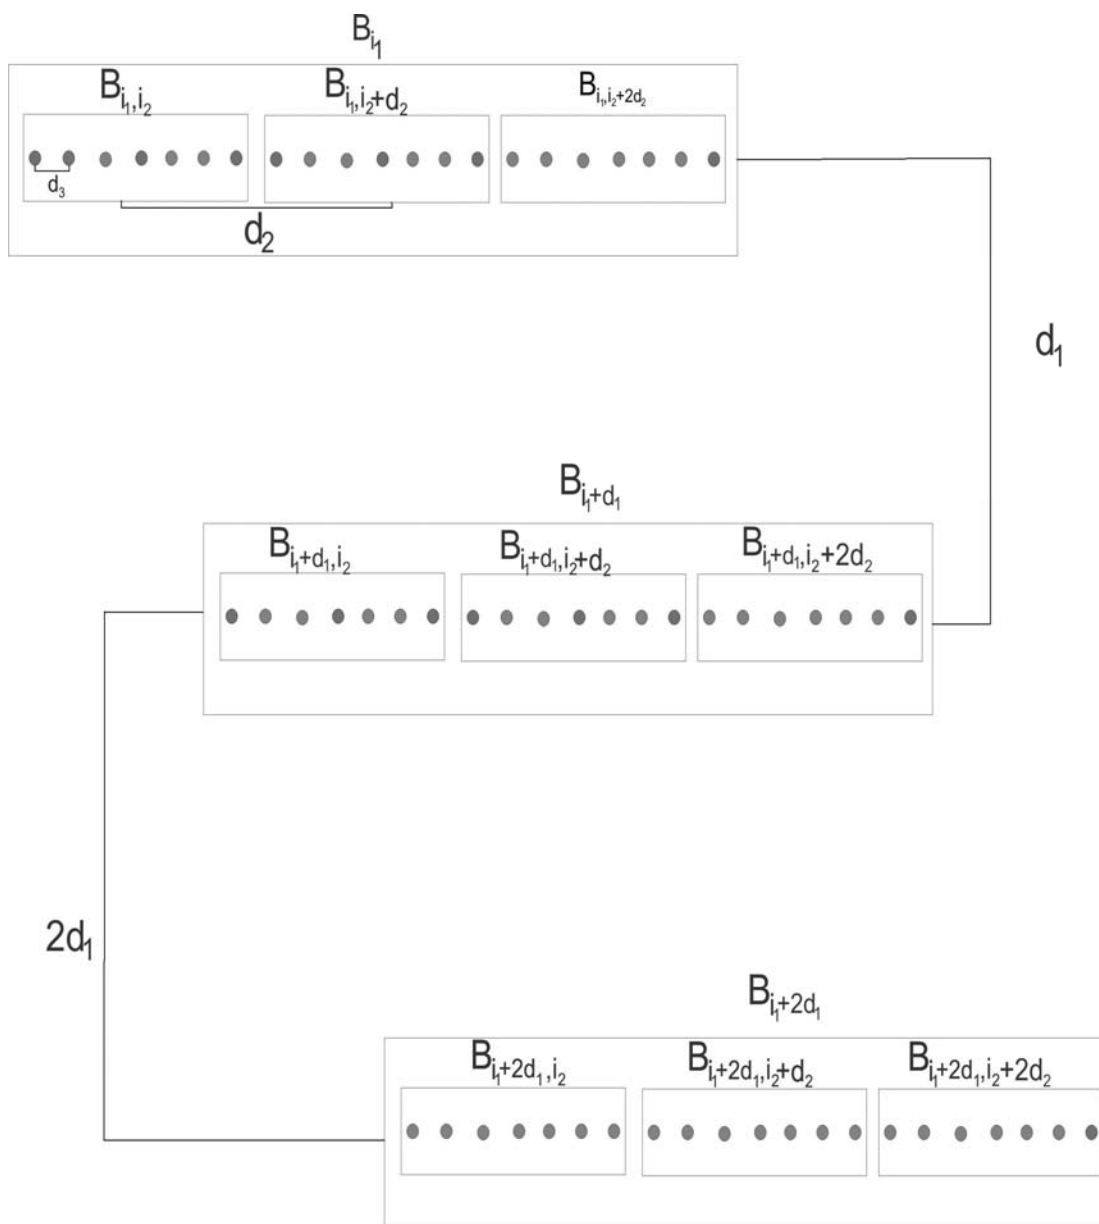 B_{i_1}
B_{i_1,i_2} B_{i_1,i_2+d_2} B_{i_1,i_2+2d_2}
d_3
d_2
d_1
B_{i_1+d_1}
B_{i_1+d_1,i_2} B_{i_1+d_1,i_2+d_2} B_{i_1+d_1,i_2+2d_2}
2d_1
B_{i_1+2d_1}
B_{i_1+2d_1,i_2} B_{i_1+2d_1,i_2+d_2} B_{i_1+2d_1,i_2+2d_2}